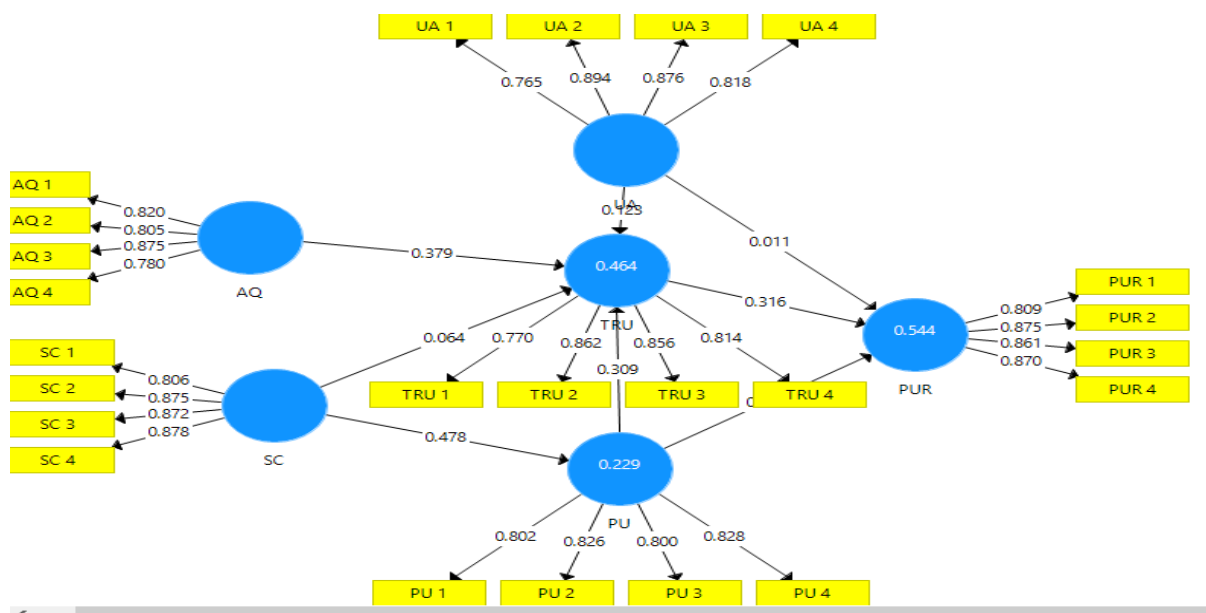 UA 1 UA 2 UA 3 UA 4
0.765 0.894 0.876 0.818
UA
0.123
0.011
AQ 1
AQ 2
AQ 3
AQ 4
0.820
0.805
0.875
0.780
AQ
0.379
0.464
TRU
0.316
0.064
0.770 0.862 0.856 0.814
0.309
TRU 1 TRU 2 TRU 3 TRU 4
SC 1
SC 2
SC 3
SC 4
0.806
0.875
0.872
0.878
SC
0.478
0.544
PUR
0.809
0.875
0.861
0.870
PUR 1
PUR 2
PUR 3
PUR 4
0.229
PU
0.802 0.826 0.800 0.828
PU 1 PU 2 PU 3 PU 4